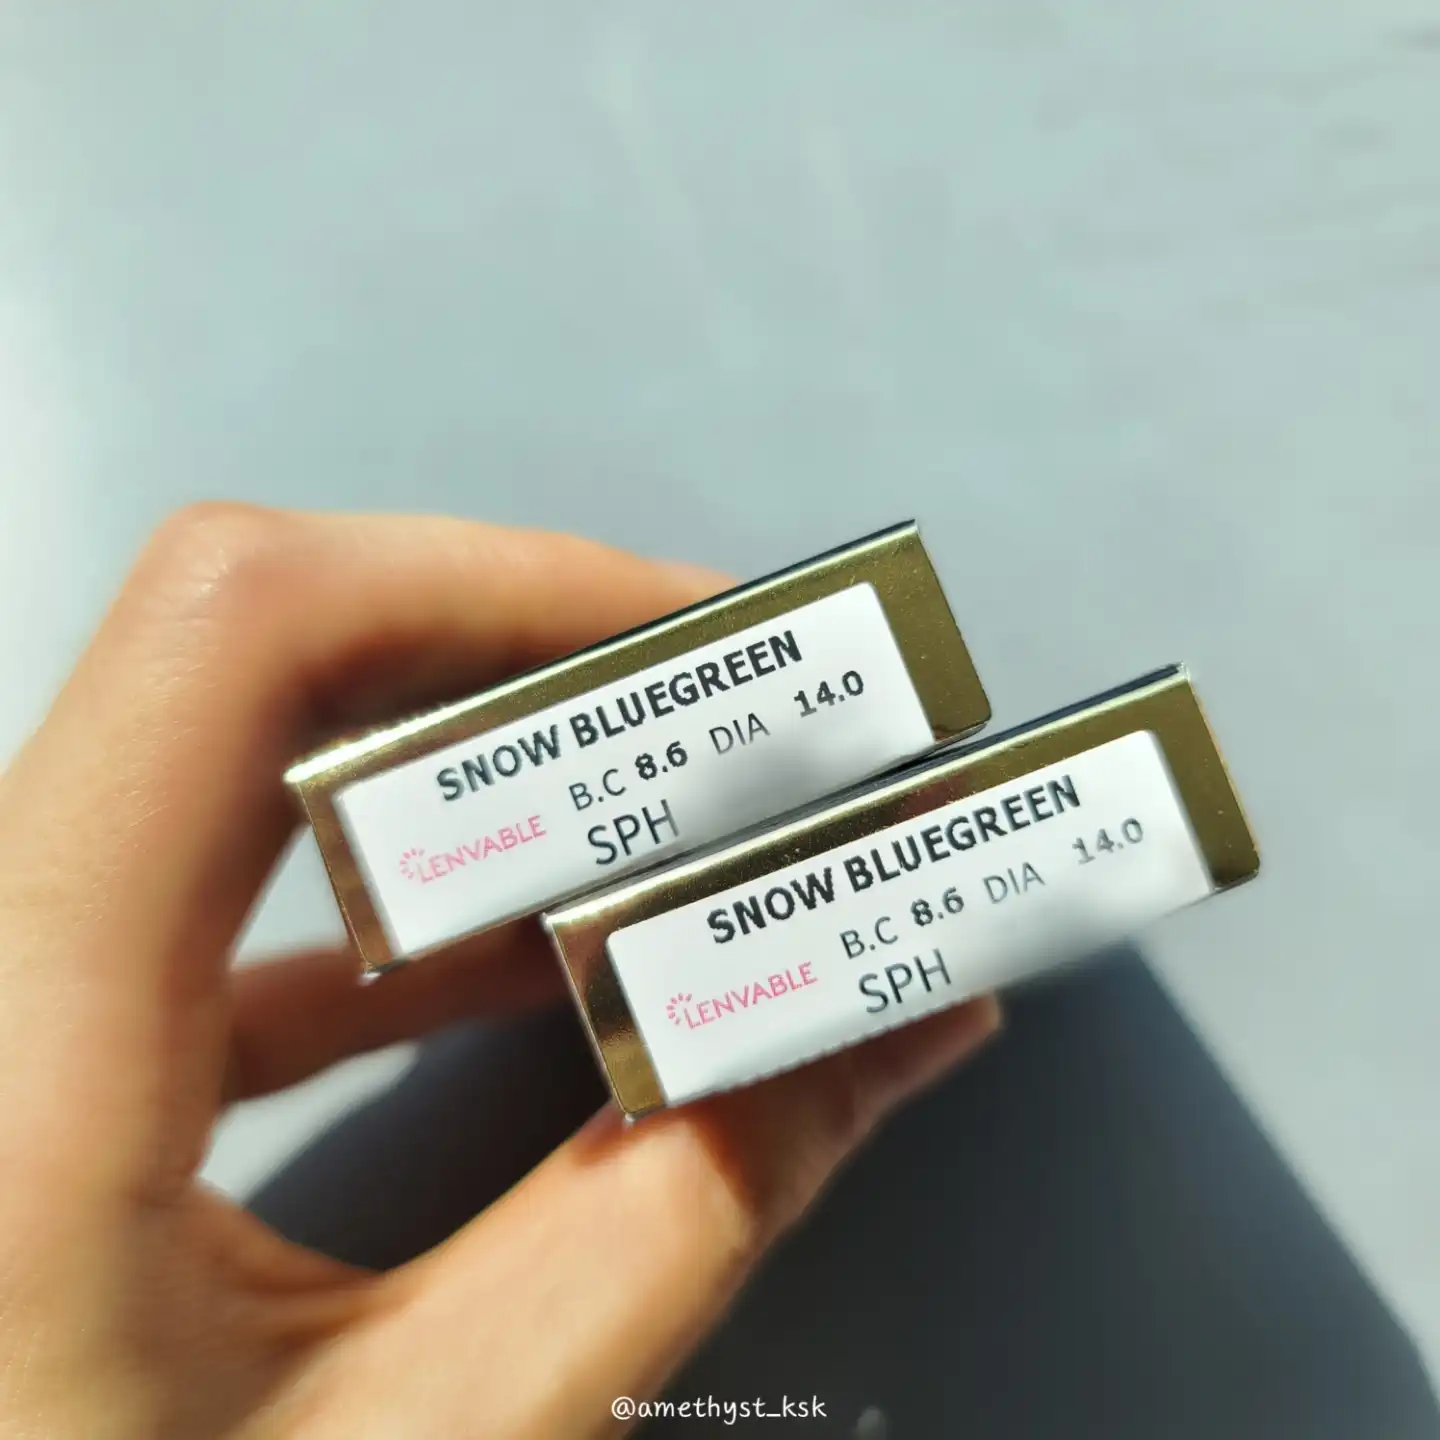 SNOW BLUEGREEN
B.C 8.6 DIA 14.0
LENVABLE
SPH
SNOW BLUEGREEN
B.C 8.6 DIA 14.0
LENVABLE
SPH
@amethyst_ksk